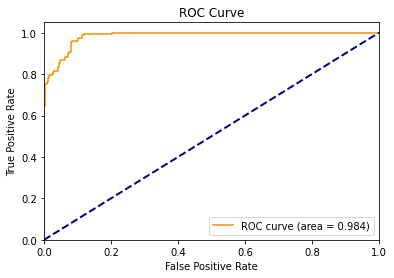 ROC Curve
1.0
0.8
0.6
0.4
0.2
0.0
True Positive Rate
ROC curve (area = 0.984)
0.0 0.2 0.4 0.6 0.8 1.0
False Positive Rate